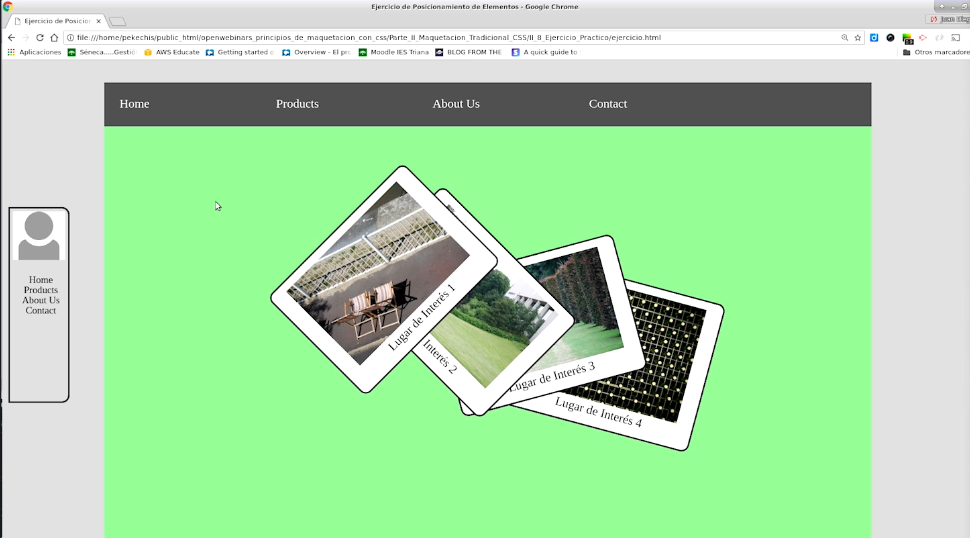 Ejercicio de Posicionamiento de Elementos - Google Chrome
Ejercicio de Posicion
file:///home/pekechis/public_html/openwebinars_principios_de_maquetacion_con_css/Parte_II_Maquetacion_Tradicional_CSS/II_8_Ejercicio_Practico/ejercicio.html
Aplicaciones Séneca.....Gestió AWS Educate Getting started o Overview - El pro Moodle IES Triana BLOG FROM THE A quick guide to Otros marcadores
Home Products About Us Contact
Home
Products
About Us
Contact
Lugar de Interés 1
Interés 2
Lugar de Interés 3
Lugar de Interés 4